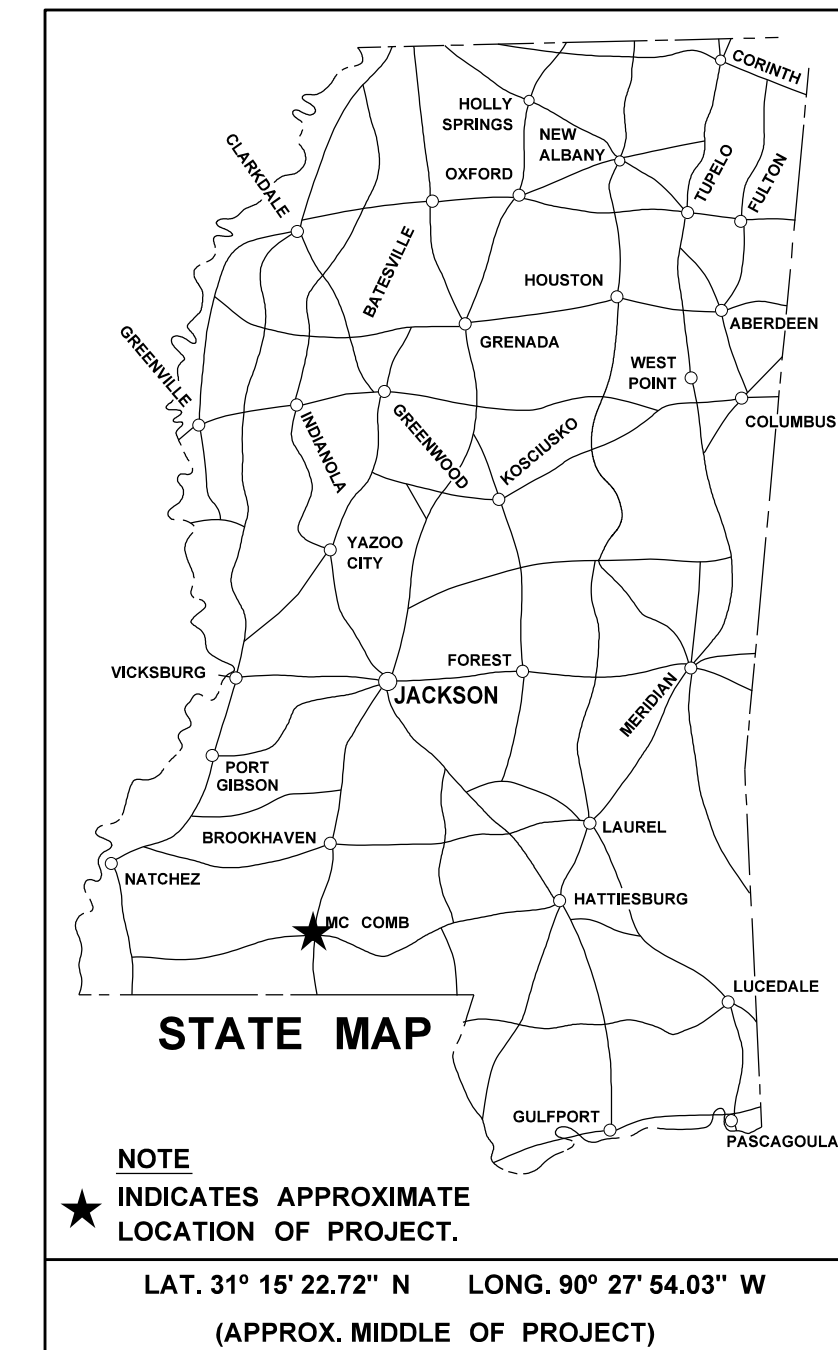 CORINTH
HOLLY
SPRINGS
NEW
ALBANY
CLARKDALE
OXFORD
TUPELO
FULTON
BATESVILLE
HOUSTON
ABERDEEN
GREENVILLE
GRENADA
WEST
POINT
COLUMBUS
INDIANOLA
GREENWOOD
KOSCIUSKO
YAZOO
CITY
VICKSBURG
FOREST
JACKSON
MERIDIAN
PORT
GIBSON
BROOKHAVEN
LAUREL
NATCHEZ
HATTIESBURG
MC COMB
LUCEDALE
STATE MAP
GULFPORT
PASCAGOULA
NOTE
INDICATES APPROXIMATE
LOCATION OF PROJECT.
LAT. 31º 15' 22.72" N LONG. 90º 27' 54.03" W
(APPROX. MIDDLE OF PROJECT)